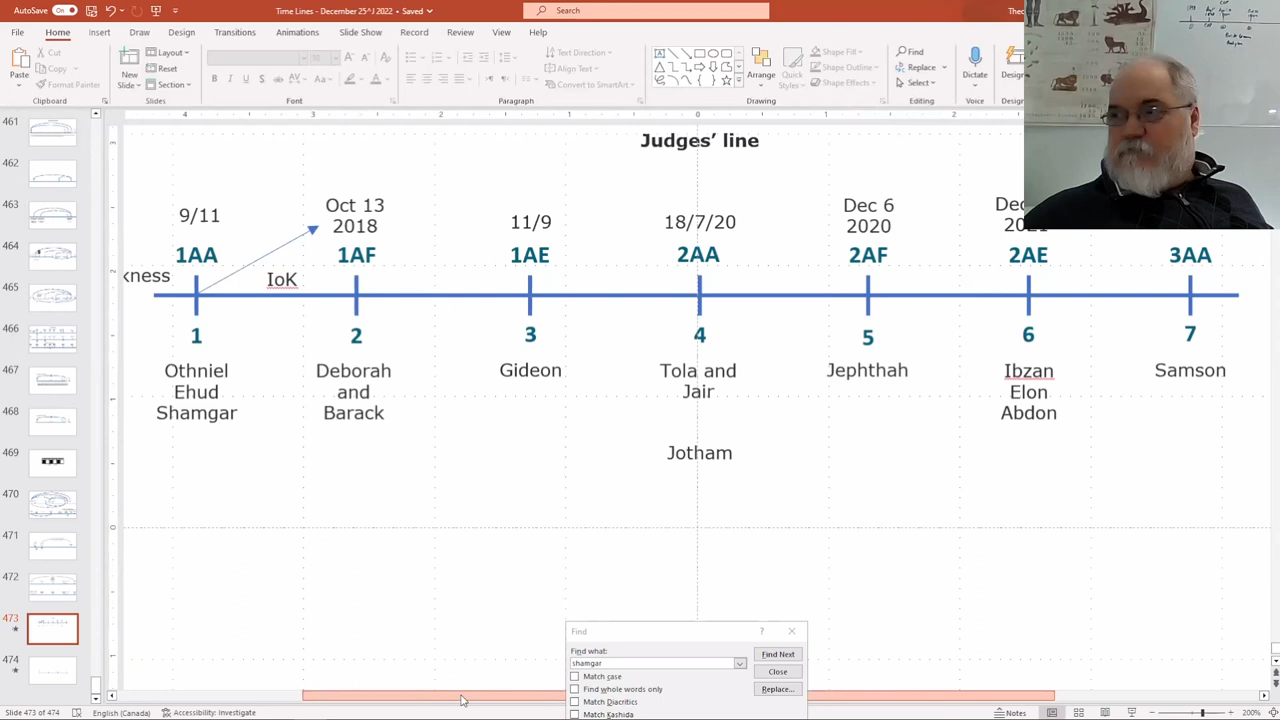 AutoSave
On
Time Lines - December 25^J 2022 • Saved
Search
File
Home
Insert
Draw
Design
Transitions
Animations
Slide Show
Record
Review
View
Help
Paste
Cut
Copy
Format Painter
Clipboard
New
Slide
Layout
Reset
Section
Slides
Font
Text Direction
Align Text
Convert to SmartArt
Paragraph
Arrange
Quick
Styles
Shape Fill
Shape Outline
Drawing
Find
Replace
Select
Editing
Dictate
Voice
Judges’ line
9/11
Oct 13
2018
11/9
18/7/20
Dec 6
2020
1AA
1AF
1AE
2AA
2AF
2AE
3AA
kness
IoK
1
2
3
4
5
6
7
Othniel
Ehud
Shamgar
Deborah
and
Barack
Gideon
Tola and
Jair
Jephthah
Ibzan
Elon
Abdon
Samson
Jotham
461
462
463
467
470
471
472
473
474
Find
?
Find what:
shamgar
Find Next
Close
Replace...
Match case
Find whole words only
Match Diacritics
Match Kashida
Slide 473 of 474
English (Canada)
Accessibility: Investigate
Notes
200%